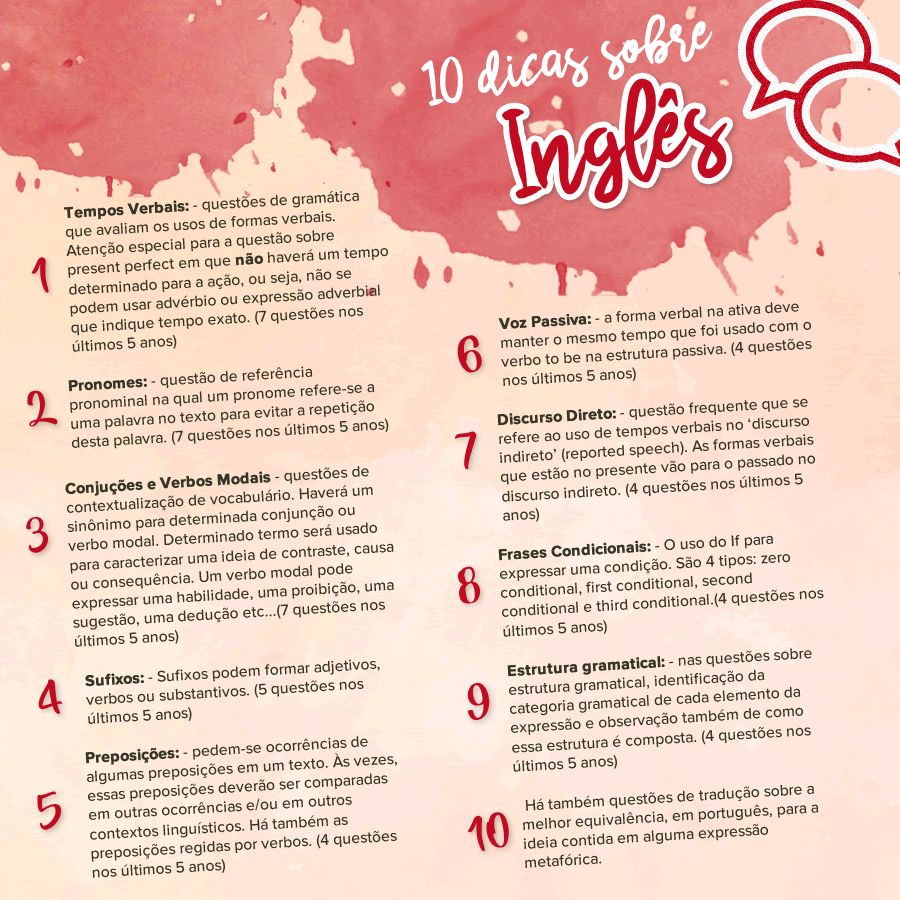 10 dicas sobre
Inglês
1
Tempos Verbais: - questões de gramática
que avaliam os usos de formas verbais.
Atenção especial para a questão sobre
present perfect em que não haverá um tempo
determinado para a ação, ou seja, não se
podem usar advérbio ou expressão adverbial
que indique tempo exato. (7 questões nos
últimos 5 anos)
2
Pronomes: - questão de referência
pronominal na qual um pronome refere-se a
uma palavra no texto para evitar a repetição
desta palavra. (7 questões nos últimos 5 anos)
3
Conjuções e Verbos Modais - questões de
contextualização de vocabulário. Haverá um
sinônimo para determinada conjunção ou
verbo modal. Determinado termo será usado
para caracterizar uma ideia de contraste, causa
ou consequência. Um verbo modal pode
expressar uma habilidade, uma proibição, uma
sugestão, uma dedução etc...(7 questões nos
últimos 5 anos)
4
Sufixos: - Sufixos podem formar adjetivos,
verbos ou substantivos. (5 questões nos
últimos 5 anos)
5
Preposições: - pedem-se ocorrências de
algumas preposições em um texto. Às vezes,
essas preposições deverão ser comparadas
em outras ocorrências e/ou em outros
contextos linguísticos. Há também as
preposições regidas por verbos. (4 questões
nos últimos 5 anos)
6
Voz Passiva: - a forma verbal na ativa deve
manter o mesmo tempo que foi usado com o
verbo to be na estrutura passiva. (4 questões
nos últimos 5 anos)
7
Discurso Direto: - questão frequente que se
refere ao uso de tempos verbais no ‘discurso
indireto’ (reported speech). As formas verbais
que estão no presente vão para o passado no
discurso indireto. (4 questões nos últimos 5
anos)
8
Frases Condicionais: - O uso do If para
expressar uma condição. São 4 tipos: zero
conditional, first conditional, second
conditional e third conditional.(4 questões nos
últimos 5 anos)
9
Estrutura gramatical: - nas questões sobre
estrutura gramatical, identificação da
categoria gramatical de cada elemento da
expressão e observação também de como
essa estrutura é composta. (4 questões nos
últimos 5 anos)
10
Há também questões de tradução sobre a
melhor equivalência, em português, para a
ideia contida em alguma expressão
metafórica.